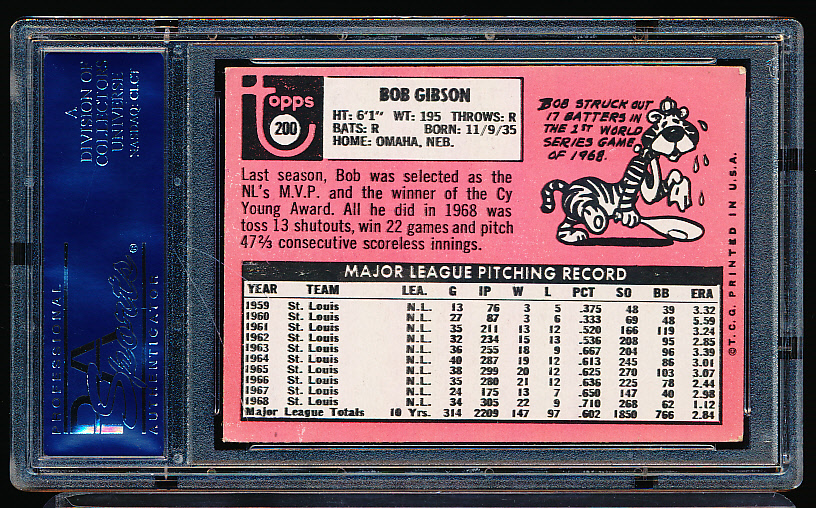 A
DIVISION OF
COLLECTORS
UNIVERSE
NASDAQ: CLCT
PROFESSIONAL
PSA
Sports
®
AUTHENTICATOR
topps
200
BOB GIBSON
HT: 6'1" WT: 195 THROWS: R
BATS: R BORN: 11/9/35
HOME: OMAHA, NEB.
BOB STRUCK OUT
17 BATTERS IN
THE 1ST WORLD
SERIES GAME
OF 1968.
Last season, Bob was selected as the
NL's M.V.P. and the winner of the Cy
Young Award. All he did in 1968 was
toss 13 shutouts, win 22 games and pitch
47⅔ consecutive scoreless innings.
MAJOR LEAGUE PITCHING RECORD
YEAR TEAM LEA. G IP W L PCT SO BB ERA
1959 St. Louis N.L. 13 76 3 5 .375 48 39 3.32
1960 St. Louis N.L. 27 87 3 6 .333 69 48 5.59
1961 St. Louis N.L. 35 211 13 12 .520 166 119 3.24
1962 St. Louis N.L. 32 234 15 13 .536 208 95 2.85
1963 St. Louis N.L. 36 255 18 9 .667 204 96 3.39
1964 St. Louis N.L. 40 287 19 12 .613 245 86 3.01
1965 St. Louis N.L. 38 299 20 12 .625 270 103 3.07
1966 St. Louis N.L. 35 280 21 12 .636 225 78 2.44
1967 St. Louis N.L. 24 175 13 7 .650 147 40 2.98
1968 St. Louis N.L. 34 305 22 9 .710 268 62 1.12
Major League Totals 10 Yrs. 314 2209 147 97 .602 1850 766 2.84
© T.C.G. PRINTED IN U.S.A.